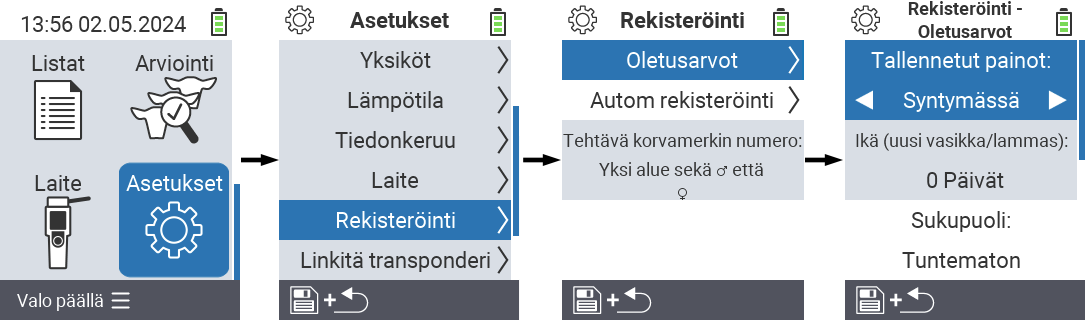 13:56 02.05.2024
Listat
Arviointi
Laite
Asetukset
Valo päällä
Asetukset
Yksiköt
Lämpötila
Tiedonkeruu
Laite
Rekisteröinti
Linkitä transponderi
+
Rekisteröinti
Oletusarvot
Autom rekisteröinti
Tehtävä korvamerkin numero:
Yksi alue sekä ♂ että
♀
+
Rekisteröinti -
Oletusarvot
Tallennetut painot:
Syntymässä
Ikä (uusi vasikka/lammas):
0 Päivät
Sukupuoli:
Tuntematon
+